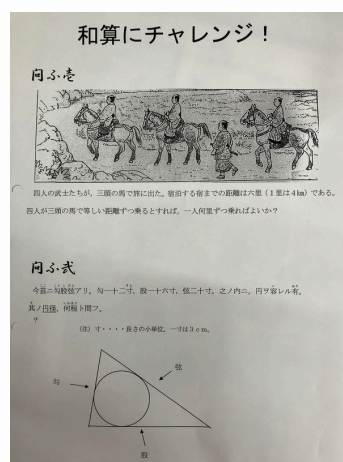 和算にチャレンジ！
問ふ壱
四人の武士たちが、三頭の馬で旅に出た。宿泊する宿までの距離は六里（1里は4㎞）である。
四人が三頭の馬で等しい距離ずつ乗るとすれば、一人何里ずつ乗ればよいか？
問ふ弐
今茲ニ勾股弦アリ。勾一十二寸、股一十六寸、弦二十寸。之ノ内ニ、円ヲ容レル有。
其ノ円径、何程ト問フ。
（注）寸・・・・長さの小単位。一寸は3ｃｍ。
弦
勾
股